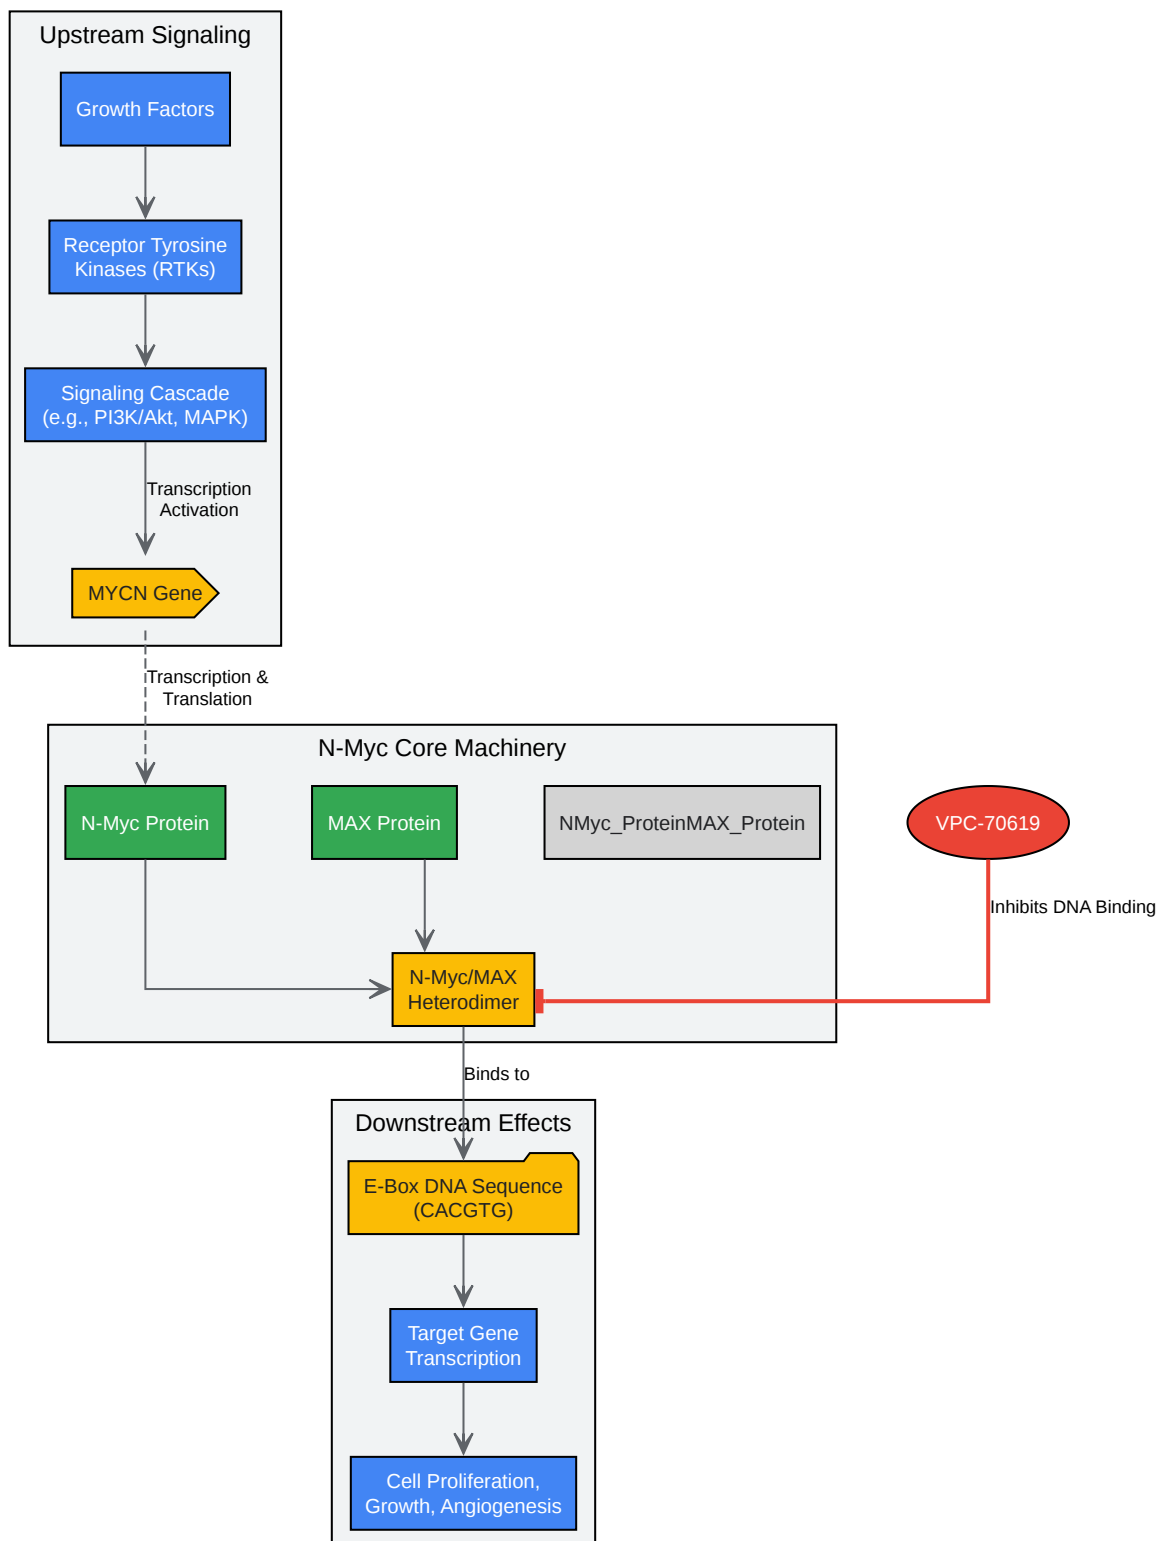 Upstream Signaling
Growth Factors
Receptor Tyrosine
Kinases (RTKs)
Signaling Cascade
(e.g., PI3K/Akt, MAPK)
Transcription
Activation
MYCN Gene
Transcription &
Translation
N-Myc Core Machinery
N-Myc Protein
MAX Protein
NMyc_ProteinMAX_Protein
VPC-70619
Inhibits DNA Binding
N-Myc/MAX
Heterodimer
Binds to
Downstream Effects
E-Box DNA Sequence
(CACGTG)
Target Gene
Transcription
Cell Proliferation,
Growth, Angiogenesis